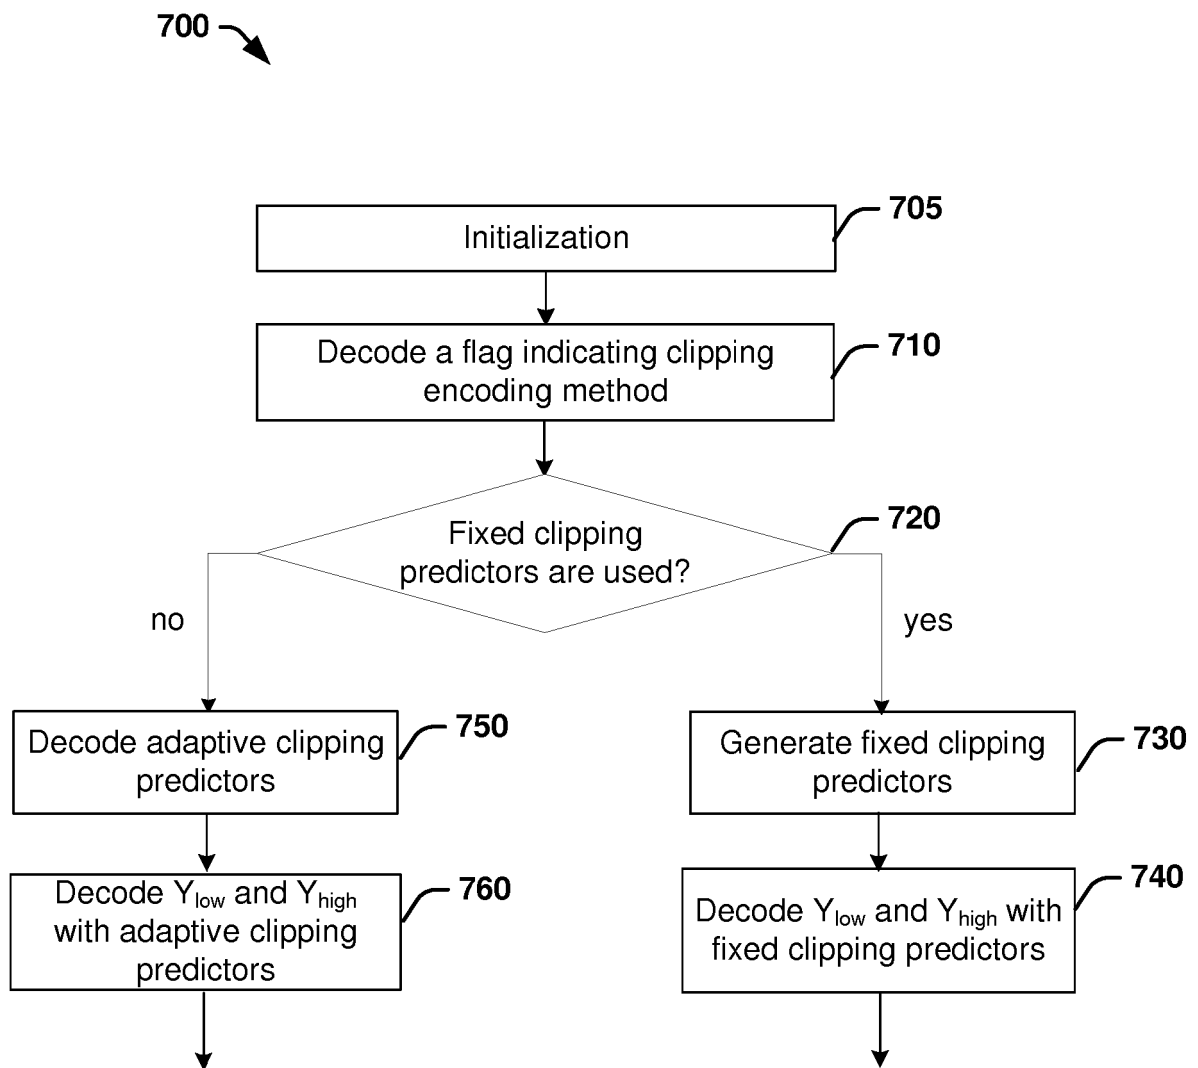 700
705
Initialization
710
Decode a flag indicating clipping
encoding method
720
Fixed clipping
predictors are used?
no
yes
750
Decode adaptive clipping
predictors
730
Generate fixed clipping
predictors
760
Decode Ylow and Yhigh
with adaptive clipping
predictors
740
Decode Ylow and Yhigh with
fixed clipping predictors